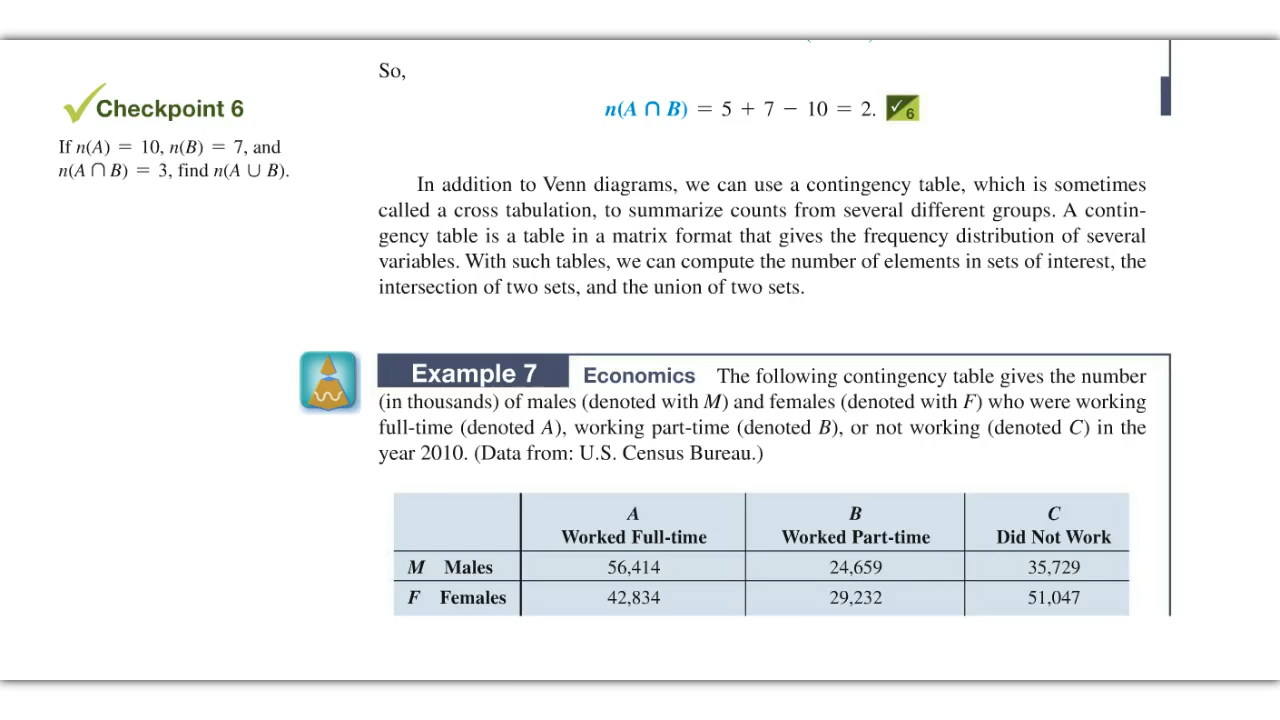 So,
n(A ∩ B) = 5 + 7 − 10 = 2. ✓6
Checkpoint 6
If n(A) = 10, n(B) = 7, and
n(A ∩ B) = 3, find n(A ∪ B).
In addition to Venn diagrams, we can use a contingency table, which is sometimes
called a cross tabulation, to summarize counts from several different groups. A contin-
gency table is a table in a matrix format that gives the frequency distribution of several
variables. With such tables, we can compute the number of elements in sets of interest, the
intersection of two sets, and the union of two sets.
Example 7 Economics The following contingency table gives the number
(in thousands) of males (denoted with M) and females (denoted with F) who were working
full-time (denoted A), working part-time (denoted B), or not working (denoted C) in the
year 2010. (Data from: U.S. Census Bureau.)
A B C
Worked Full-time Worked Part-time Did Not Work
M Males 56,414 24,659 35,729
F Females 42,834 29,232 51,047